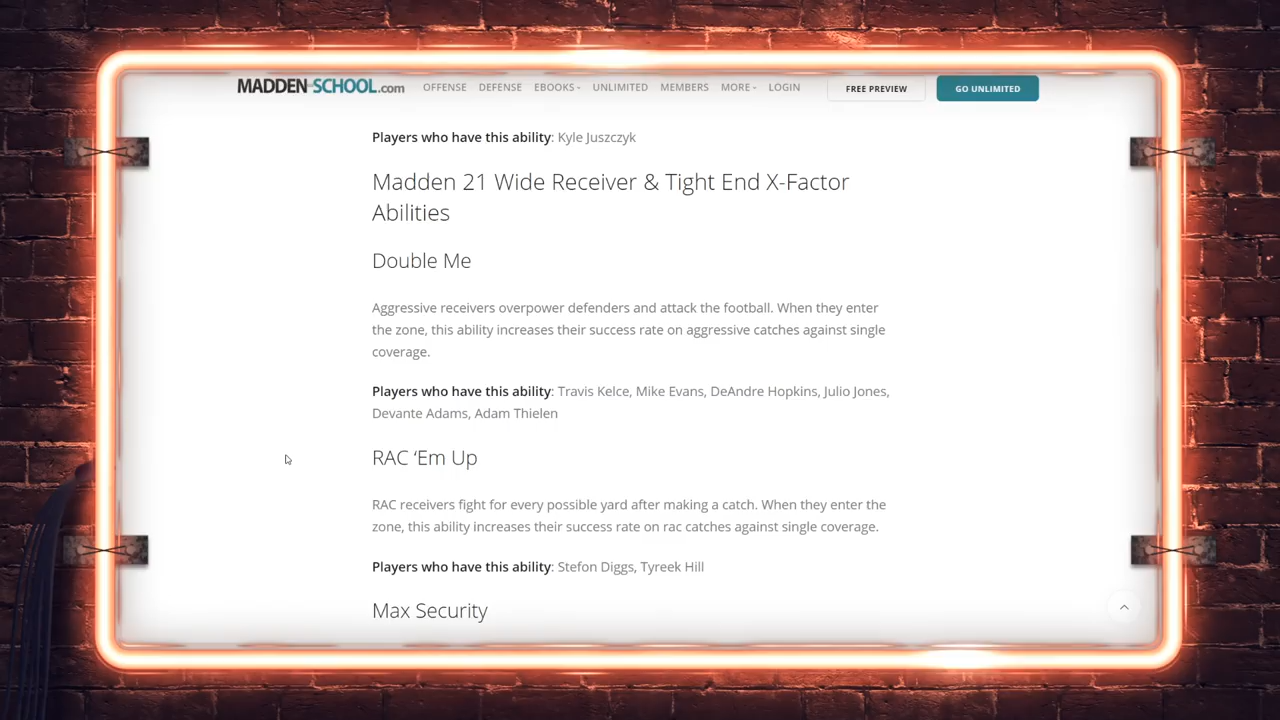 MADDEN-SCHOOL.com OFFENSE DEFENSE EBOOKS UNLIMITED MEMBERS MORE LOGIN FREE PREVIEW GO UNLIMITED
Players who have this ability: Kyle Juszczyk
Madden 21 Wide Receiver & Tight End X-Factor
Abilities
Double Me
Aggressive receivers overpower defenders and attack the football. When they enter
the zone, this ability increases their success rate on aggressive catches against single
coverage.
Players who have this ability: Travis Kelce, Mike Evans, DeAndre Hopkins, Julio Jones,
Devante Adams, Adam Thielen
RAC ‘Em Up
RAC receivers fight for every possible yard after making a catch. When they enter the
zone, this ability increases their success rate on rac catches against single coverage.
Players who have this ability: Stefon Diggs, Tyreek Hill
Max Security